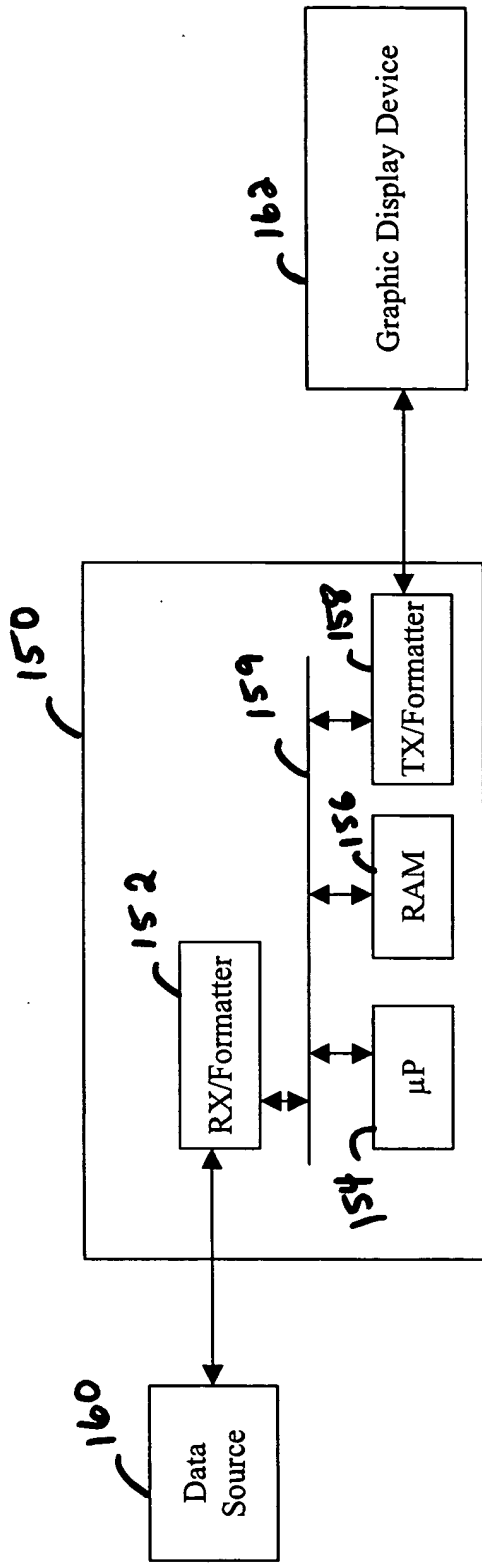 160
Data
Source
150
152
RX/Formatter
159
154
µP
156
RAM
158
TX/Formatter
162
Graphic Display Device